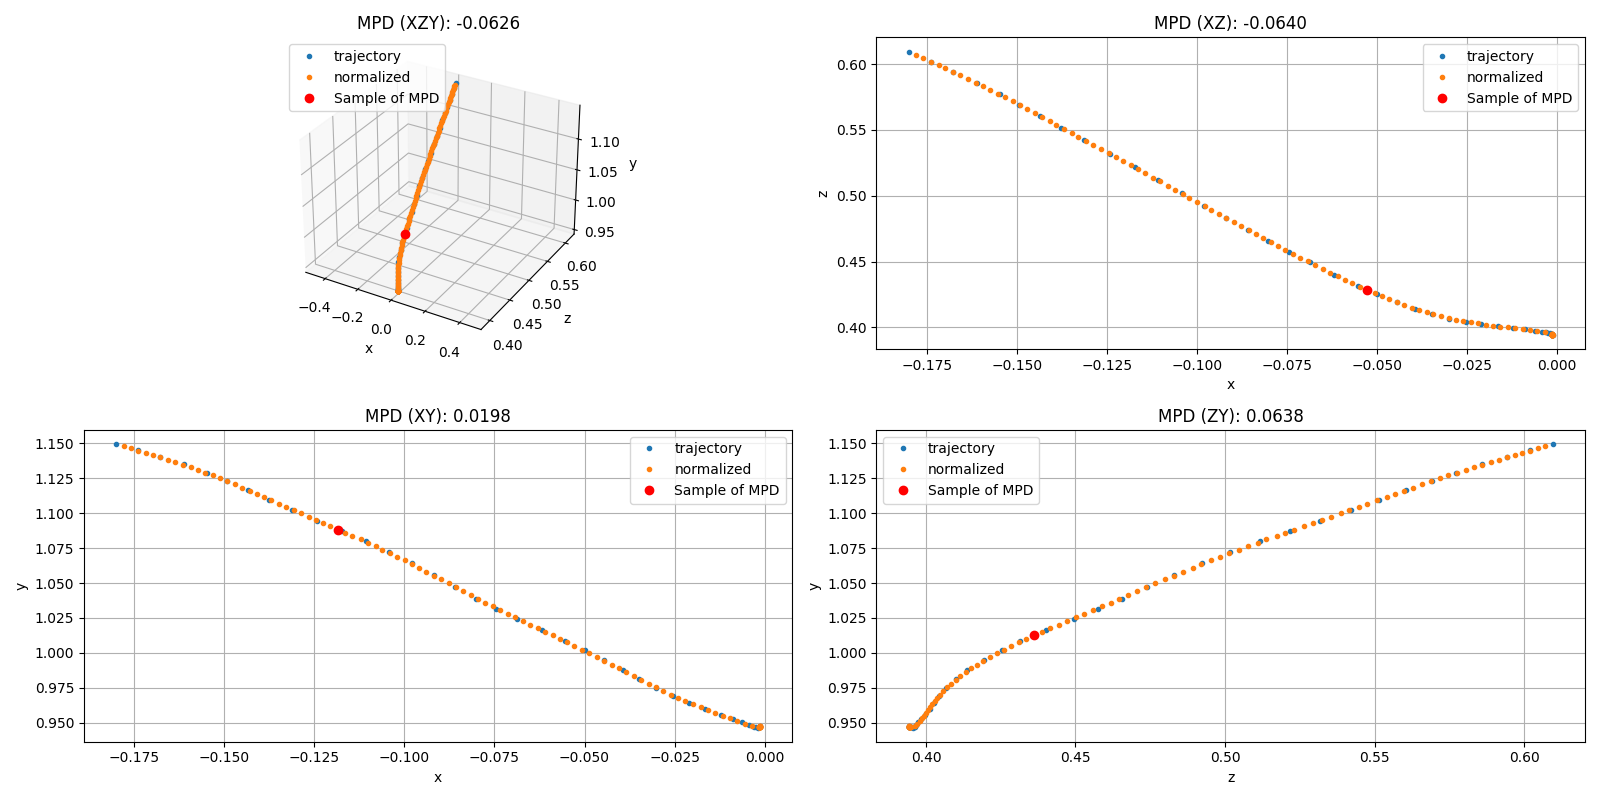 MPD (XZY): -0.0626
trajectory
normalized
Sample of MPD
1.10
1.05
1.00
0.95
y
0.60
0.55
0.50
0.45
0.40
z
−0.4
−0.2
0.0
0.2
0.4
x
MPD (XZ): -0.0640
trajectory
normalized
Sample of MPD
0.60
0.55
0.50
0.45
0.40
z
−0.175 −0.150 −0.125 −0.100 −0.075 −0.050 −0.025 0.000
x
MPD (XY): 0.0198
trajectory
normalized
Sample of MPD
1.150
1.125
1.100
1.075
1.050
1.025
1.000
0.975
0.950
y
−0.175 −0.150 −0.125 −0.100 −0.075 −0.050 −0.025 0.000
x
MPD (ZY): 0.0638
trajectory
normalized
Sample of MPD
1.150
1.125
1.100
1.075
1.050
1.025
1.000
0.975
0.950
y
0.40 0.45 0.50 0.55 0.60
z